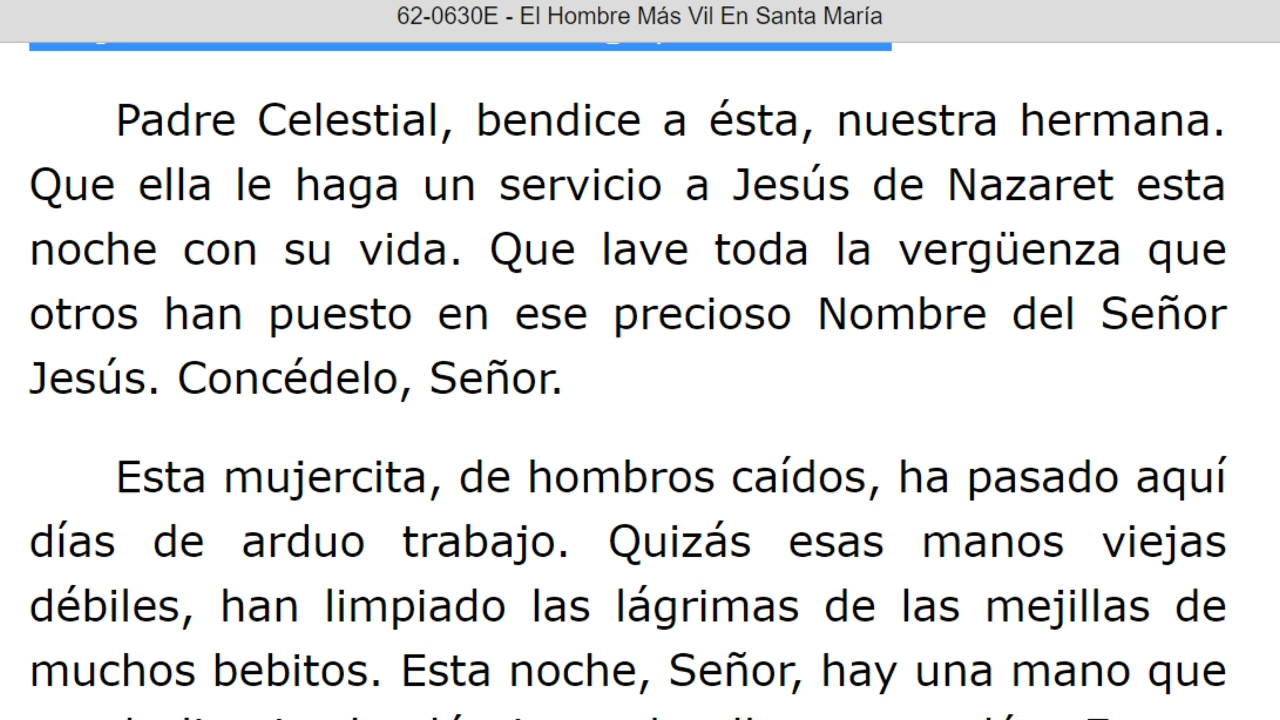 62-0630E - El Hombre Más Vil En Santa María
Padre Celestial, bendice a ésta, nuestra hermana.
Que ella le haga un servicio a Jesús de Nazaret esta
noche con su vida. Que lave toda la vergüenza que
otros han puesto en ese precioso Nombre del Señor
Jesús. Concédelo, Señor.
Esta mujercita, de hombros caídos, ha pasado aquí
días de arduo trabajo. Quizás esas manos viejas
débiles, han limpiado las lágrimas de las mejillas de
muchos bebitos. Esta noche, Señor, hay una mano que